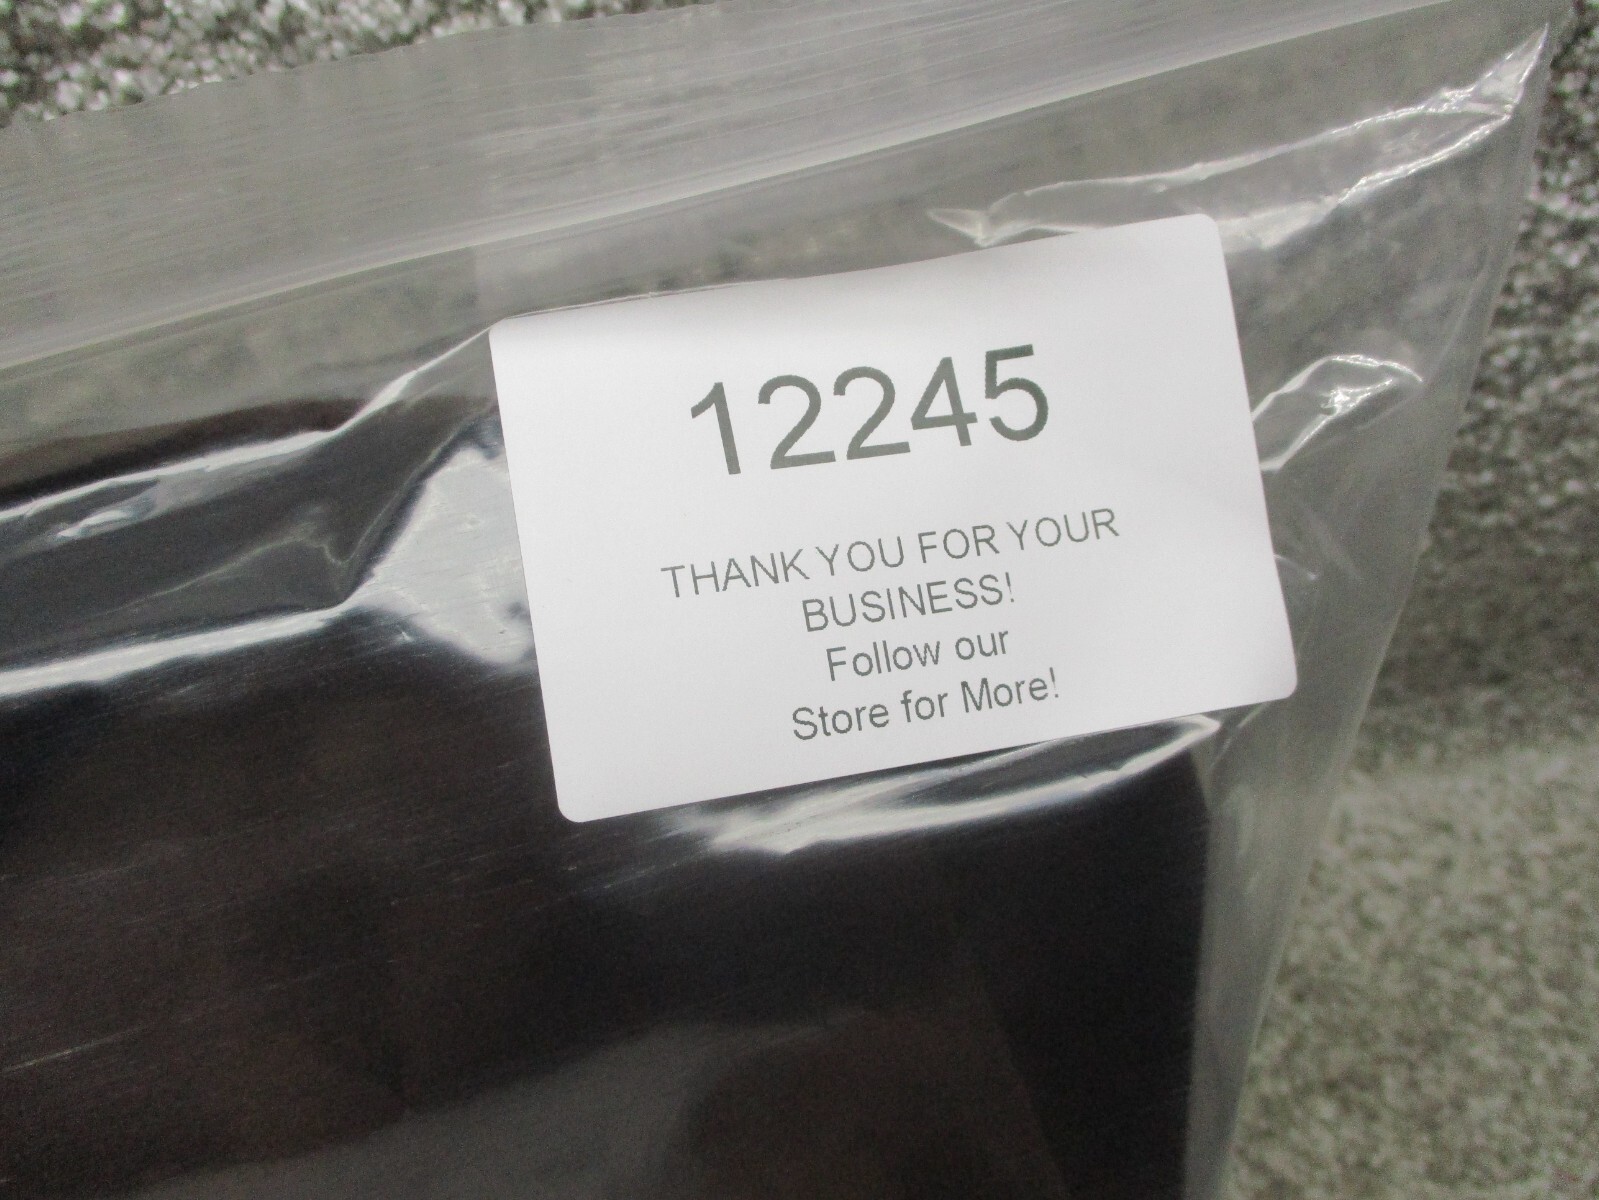 12245
THANK YOU FOR YOUR
BUSINESS!
Follow our
Store for More!